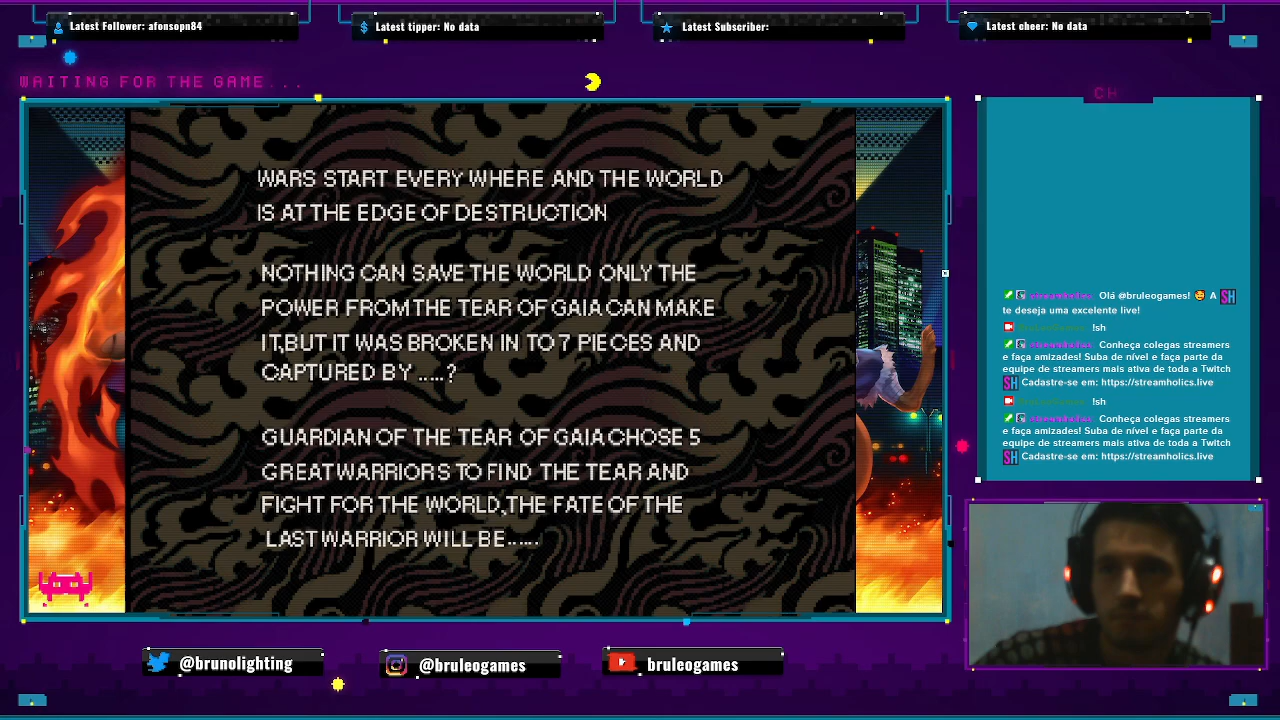 Latest Follower: afonsopn84
Latest tipper: No data
Latest Subscriber:
Latest cheer: No data
WAITING FOR THE GAME...
CH
WARS START EVERY WHERE AND THE WORLD
IS AT THE EDGE OF DESTRUCTION
NOTHING CAN SAVE THE WORLD ONLY THE
POWER FROM THE TEAR OF GAIA CAN MAKE
IT,BUT IT WAS BROKEN IN TO 7 PIECES AND
CAPTURED BY .....?
GUARDIAN OF THE TEAR OF GAIA CHOSE 5
GREAT WARRIORS TO FIND THE TEAR AND
FIGHT FOR THE WORLD,THE FATE OF THE
LAST WARRIOR WILL BE.....
Olá @bruleogames! A SH
te deseja uma excelente live!
!sh
Conheça colegas streamers
e faça amizades! Suba de nível e faça parte da
equipe de streamers mais ativa de toda a Twitch
SH Cadastre-se em: https://streamholics.live
!sh
Conheça colegas streamers
e faça amizades! Suba de nível e faça parte da
equipe de streamers mais ativa de toda a Twitch
SH Cadastre-se em: https://streamholics.live
@brunolighting
@bruleogames
bruleogames